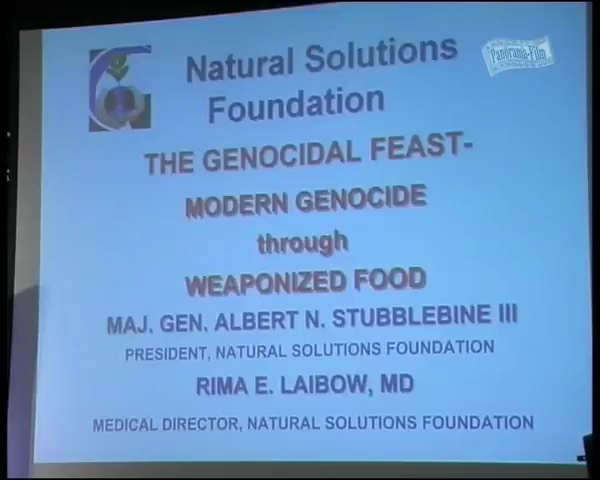 Natural Solutions
Foundation
Panorama-Film
THE GENOCIDAL FEAST-
MODERN GENOCIDE
through
WEAPONIZED FOOD
MAJ. GEN. ALBERT N. STUBBLEBINE III
PRESIDENT, NATURAL SOLUTIONS FOUNDATION
RIMA E. LAIBOW, MD
MEDICAL DIRECTOR, NATURAL SOLUTIONS FOUNDATION